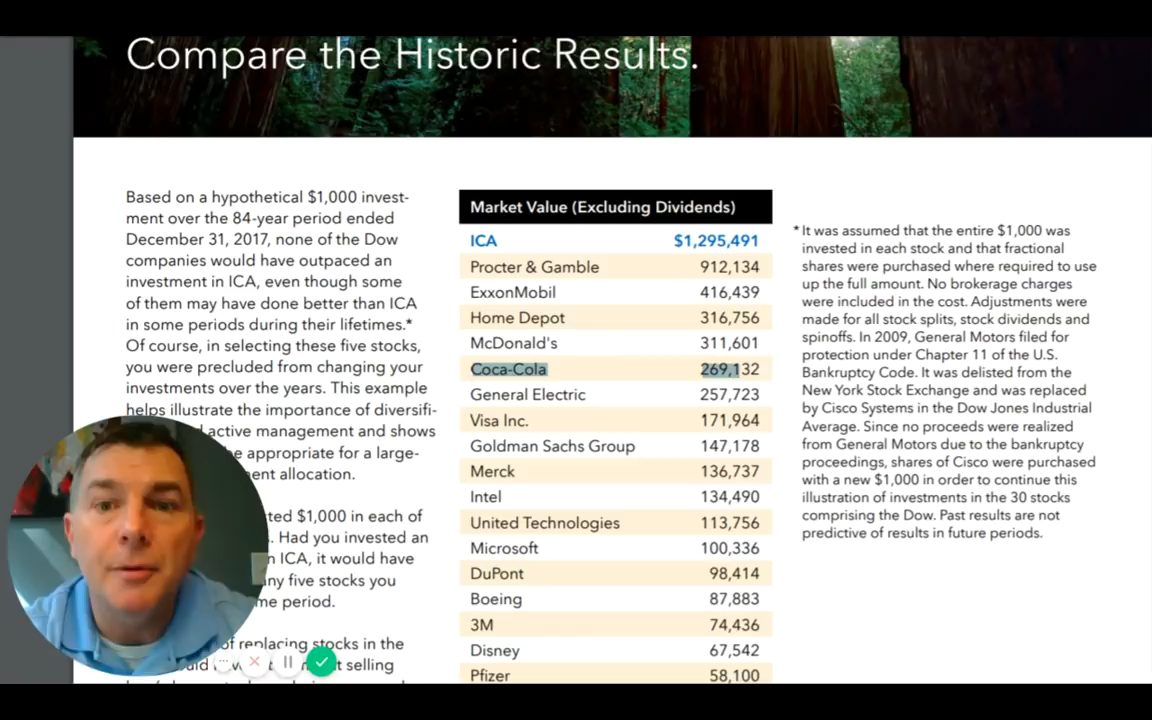 Compare the Historic Results.
Based on a hypothetical $1,000 invest-
ment over the 84-year period ended
December 31, 2017, none of the Dow
companies would have outpaced an
investment in ICA, even though some
of them may have done better than ICA
in some periods during their lifetimes.*
Of course, in selecting these five stocks,
you were precluded from changing your
investments over the years. This example
helps illustrate the importance of diversifi-
active management and shows
be appropriate for a large-
allocation.
$1,000 in each of
Had you invested an
ICA, it would have
five stocks you
period.
of replacing stocks in the
selling
Market Value (Excluding Dividends)
ICA $1,295,491
Procter & Gamble 912,134
ExxonMobil 416,439
Home Depot 316,756
McDonald's 311,601
Coca-Cola 269,132
General Electric 257,723
Visa Inc. 171,964
Goldman Sachs Group 147,178
Merck 136,737
Intel 134,490
United Technologies 113,756
Microsoft 100,336
DuPont 98,414
Boeing 87,883
3M 74,436
Disney 67,542
Pfizer 58,100
*It was assumed that the entire $1,000 was
invested in each stock and that fractional
shares were purchased where required to use
up the full amount. No brokerage charges
were included in the cost. Adjustments were
made for all stock splits, stock dividends and
spinoffs. In 2009, General Motors filed for
protection under Chapter 11 of the U.S.
Bankruptcy Code. It was delisted from the
New York Stock Exchange and was replaced
by Cisco Systems in the Dow Jones Industrial
Average. Since no proceeds were realized
from General Motors due to the bankruptcy
proceedings, shares of Cisco were purchased
with a new $1,000 in order to continue this
illustration of investments in the 30 stocks
comprising the Dow. Past results are not
predictive of results in future periods.